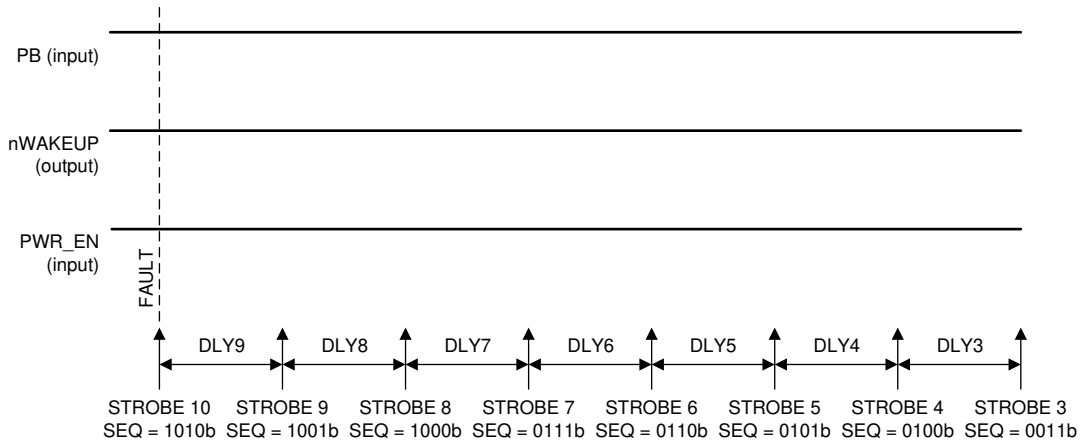 PB (input)
nWAKEUP
(output)
PWR_EN
(input)
FAULT
DLY9 DLY8 DLY7 DLY6 DLY5 DLY4 DLY3
STROBE 10 STROBE 9 STROBE 8 STROBE 7 STROBE 6 STROBE 5 STROBE 4 STROBE 3
SEQ = 1010b SEQ = 1001b SEQ = 1000b SEQ = 0111b SEQ = 0110b SEQ = 0101b SEQ = 0100b SEQ = 0011b